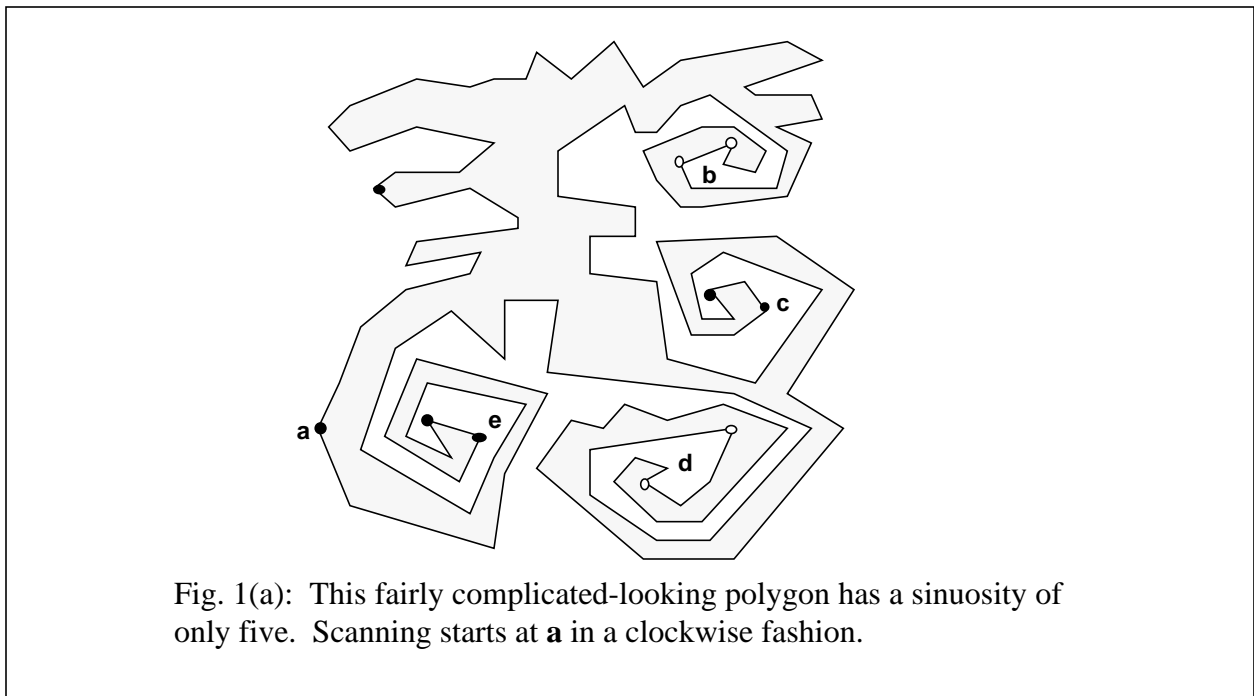 b
c
a
e
d
Fig. 1(a):  This fairly complicated-looking polygon has a sinuosity of
only five.  Scanning starts at a in a clockwise fashion.